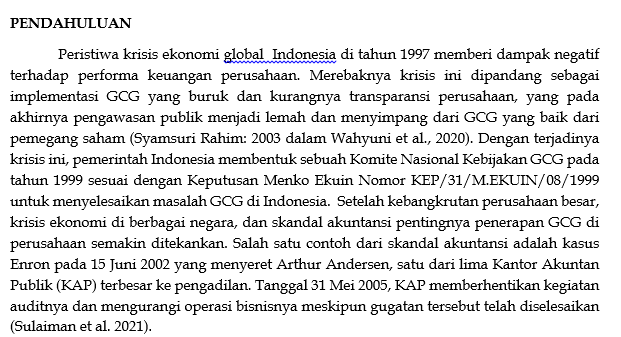 PENDAHULUAN
Peristiwa krisis ekonomi global Indonesia di tahun 1997 memberi dampak negatif
terhadap performa keuangan perusahaan. Merebaknya krisis ini dipandang sebagai
implementasi GCG yang buruk dan kurangnya transparasi perusahaan, yang pada
akhirnya pengawasan publik menjadi lemah dan menyimpang dari GCG yang baik dari
pemegang saham (Syamsuri Rahim: 2003 dalam Wahyuni et al., 2020). Dengan terjadinya
krisis ini, pemerintah Indonesia membentuk sebuah Komite Nasional Kebijakan GCG pada
tahun 1999 sesuai dengan Keputusan Menko Ekuin Nomor KEP/31/M.EKUIN/08/1999
untuk menyelesaikan masalah GCG di Indonesia. Setelah kebangkrutan perusahaan besar,
krisis ekonomi di berbagai negara, dan skandal akuntansi pentingnya penerapan GCG di
perusahaan semakin ditekankan. Salah satu contoh dari skandal akuntansi adalah kasus
Enron pada 15 Juni 2002 yang menyeret Arthur Andersen, satu dari lima Kantor Akuntan
Publik (KAP) terbesar ke pengadilan. Tanggal 31 Mei 2005, KAP memberhentikan kegiatan
auditnya dan mengurangi operasi bisnisnya meskipun gugatan tersebut telah diselesaikan
(Sulaiman et al. 2021).